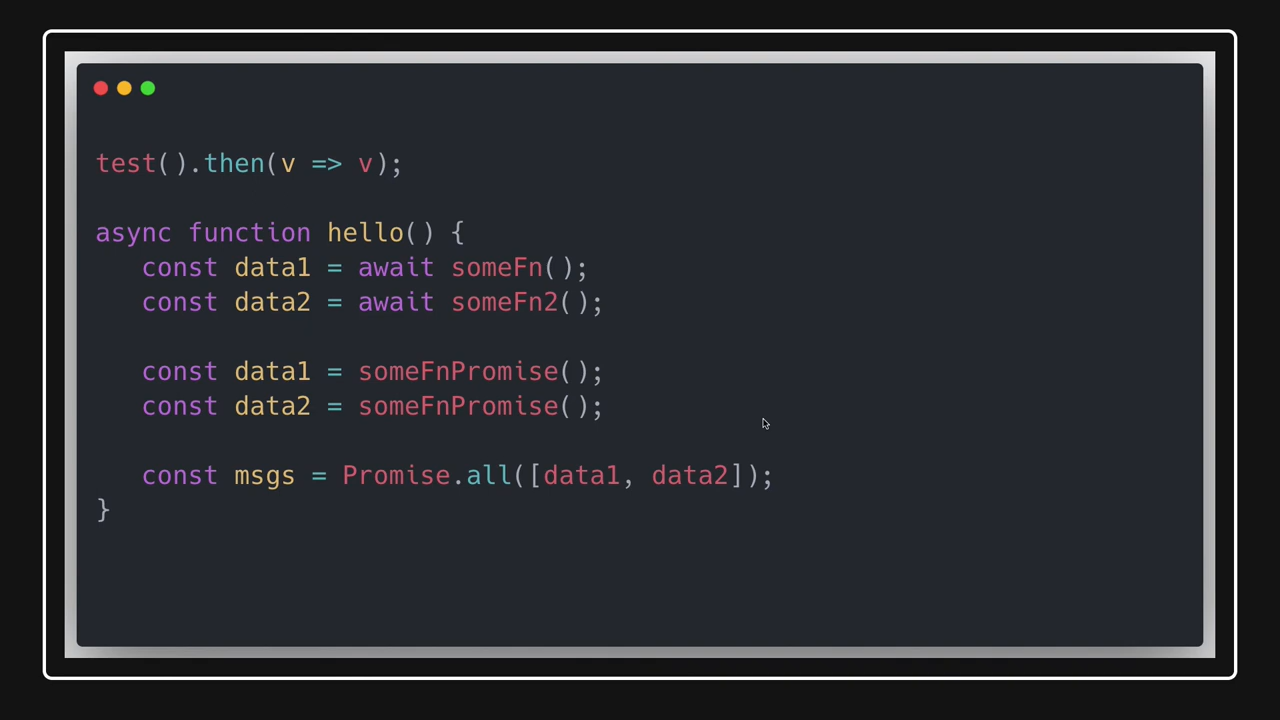 test().then(v => v);
async function hello() {
const data1 = await someFn();
const data2 = await someFn2();
const data1 = someFnPromise();
const data2 = someFnPromise();
const msgs = Promise.all([data1, data2]);
}